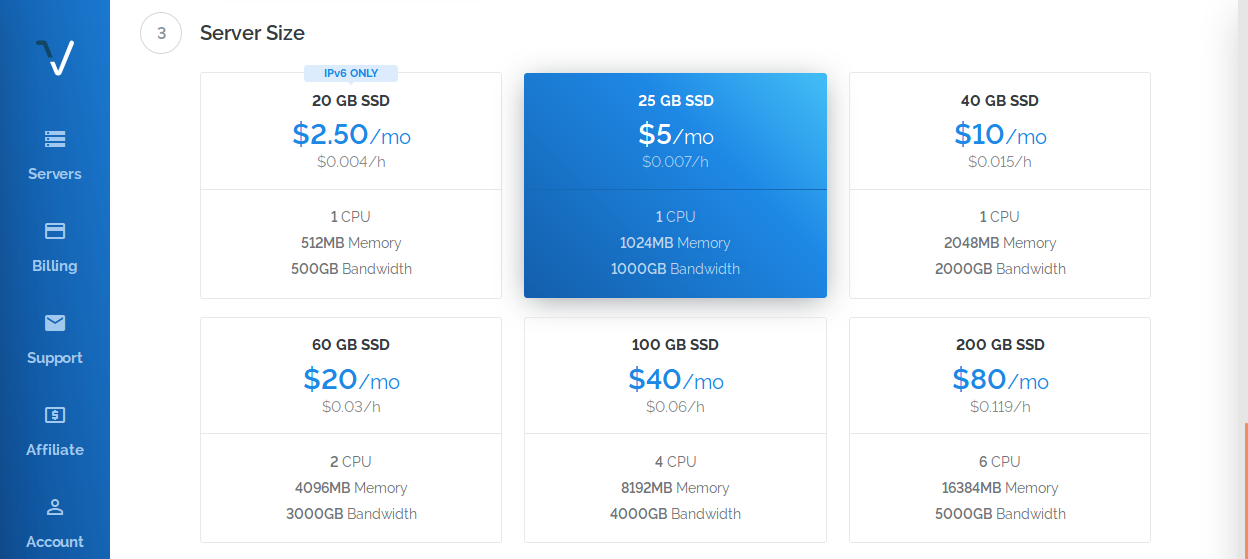 3 Server Size
Servers
Billing
Support
Affiliate
Account
IPv6 ONLY
20 GB SSD
$2.50/mo
$0.004/h
1 CPU
512MB Memory
500GB Bandwidth
25 GB SSD
$5/mo
$0.007/h
1 CPU
1024MB Memory
1000GB Bandwidth
40 GB SSD
$10/mo
$0.015/h
1 CPU
2048MB Memory
2000GB Bandwidth
60 GB SSD
$20/mo
$0.03/h
2 CPU
4096MB Memory
3000GB Bandwidth
100 GB SSD
$40/mo
$0.06/h
4 CPU
8192MB Memory
4000GB Bandwidth
200 GB SSD
$80/mo
$0.119/h
6 CPU
16384MB Memory
5000GB Bandwidth